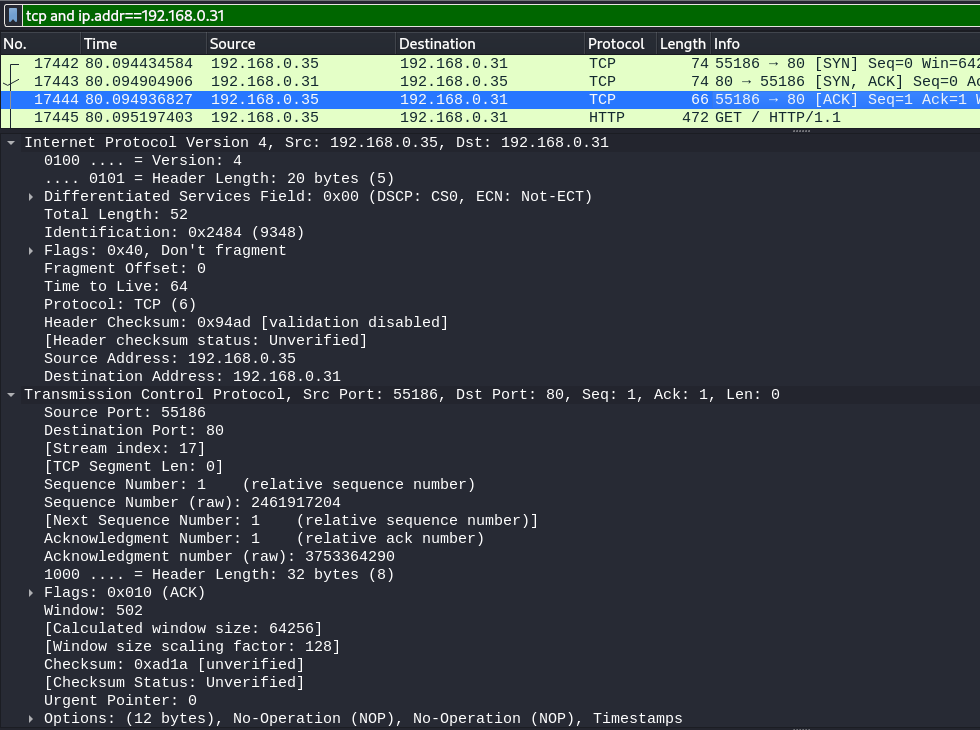 tcp and ip.addr==192.168.0.31
No. Time Source Destination Protocol Length Info
17442 80.094434584 192.168.0.35 192.168.0.31 TCP 74 55186 → 80 [SYN] Seq=0 Win=642
17443 80.094904906 192.168.0.31 192.168.0.35 TCP 74 80 → 55186 [SYN, ACK] Seq=0 Ac
17444 80.094936827 192.168.0.35 192.168.0.31 TCP 66 55186 → 80 [ACK] Seq=1 Ack=1 W
17445 80.095197403 192.168.0.35 192.168.0.31 HTTP 472 GET / HTTP/1.1
Internet Protocol Version 4, Src: 192.168.0.35, Dst: 192.168.0.31
0100 .... = Version: 4
.... 0101 = Header Length: 20 bytes (5)
Differentiated Services Field: 0x00 (DSCP: CS0, ECN: Not-ECT)
Total Length: 52
Identification: 0x2484 (9348)
Flags: 0x40, Don't fragment
Fragment Offset: 0
Time to Live: 64
Protocol: TCP (6)
Header Checksum: 0x94ad [validation disabled]
[Header checksum status: Unverified]
Source Address: 192.168.0.35
Destination Address: 192.168.0.31
Transmission Control Protocol, Src Port: 55186, Dst Port: 80, Seq: 1, Ack: 1, Len: 0
Source Port: 55186
Destination Port: 80
[Stream index: 17]
[TCP Segment Len: 0]
Sequence Number: 1 (relative sequence number)
Sequence Number (raw): 2461917204
[Next Sequence Number: 1 (relative sequence number)]
Acknowledgment Number: 1 (relative ack number)
Acknowledgment number (raw): 3753364290
1000 .... = Header Length: 32 bytes (8)
Flags: 0x010 (ACK)
Window: 502
[Calculated window size: 64256]
[Window size scaling factor: 128]
Checksum: 0xad1a [unverified]
[Checksum Status: Unverified]
Urgent Pointer: 0
Options: (12 bytes), No-Operation (NOP), No-Operation (NOP), Timestamps